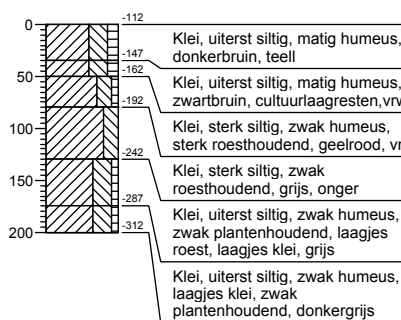 0
50
100
150
200
-112
-147
-162
-192
-242
-287
-312
Klei, uiterst siltig, matig humeus,
donkerbruin, teell
Klei, uiterst siltig, matig humeus,
zwartbruin, cultuurlaagresten,vrw
Klei, sterk siltig, zwak humeus,
sterk roesthoudend, geelrood,
Klei, sterk siltig, zwak
roesthoudend, grijs, onger
Klei, uiterst siltig, zwak humeus,
zwak plantenhoudend, laagjes
roest, laagjes klei, grijs
Klei, uiterst siltig, zwak humeus,
laagjes klei, zwak
plantenhoudend, donkergrijs